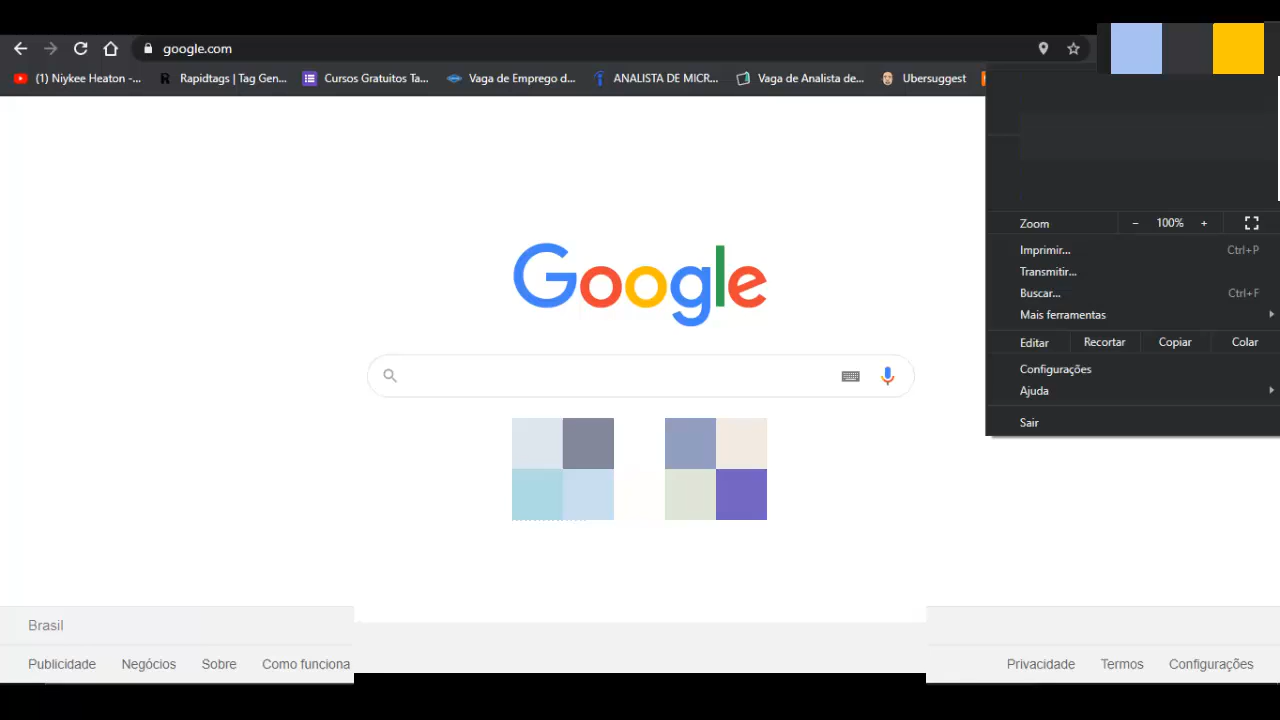 google.com
(1) Niykee Heaton -...
Rapidtags | Tag Gen...
Cursos Gratuitos Ta...
Vaga de Emprego d...
ANALISTA DE MICR...
Vaga de Analista de...
Ubersuggest
Zoom - 100% +
Imprimir... Ctrl+P
Transmitir...
Buscar... Ctrl+F
Mais ferramentas
Editar Recortar Copiar Colar
Configurações
Ajuda
Sair
Google
Brasil
Publicidade Negócios Sobre Como funciona
Privacidade Termos Configurações